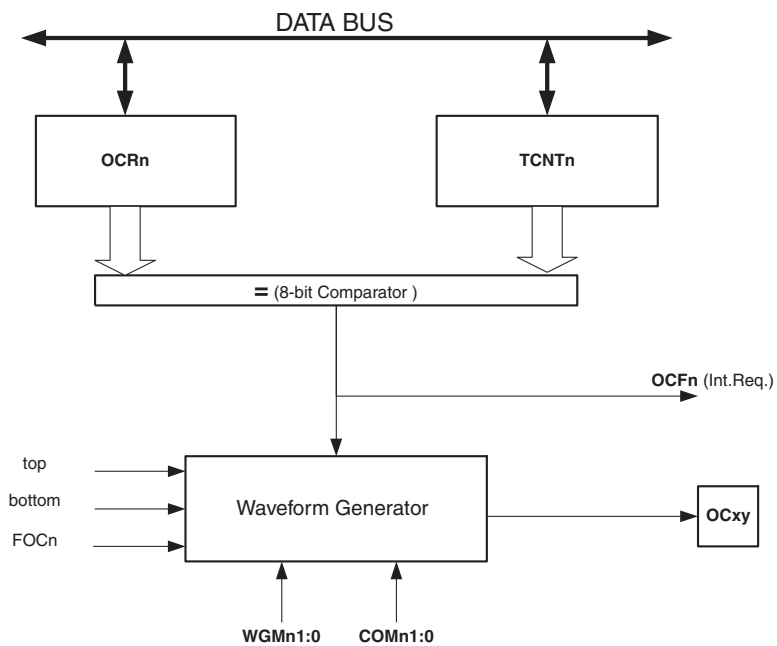 DATA BUS
OCRn
TCNTn
= (8-bit Comparator )
OCFn (Int.Req.)
top
bottom
FOCn
Waveform Generator
OCxy
WGMn1:0
COMn1:0